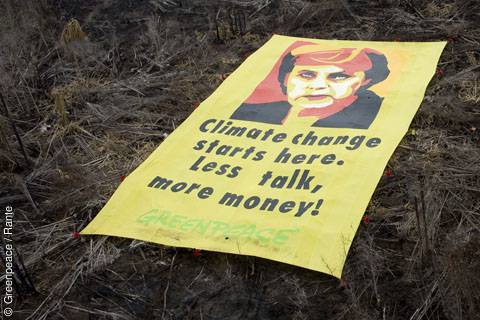 Climate change
starts here.
Less talk,
more money!
GREENPEACE
© Greenpeace / Rante